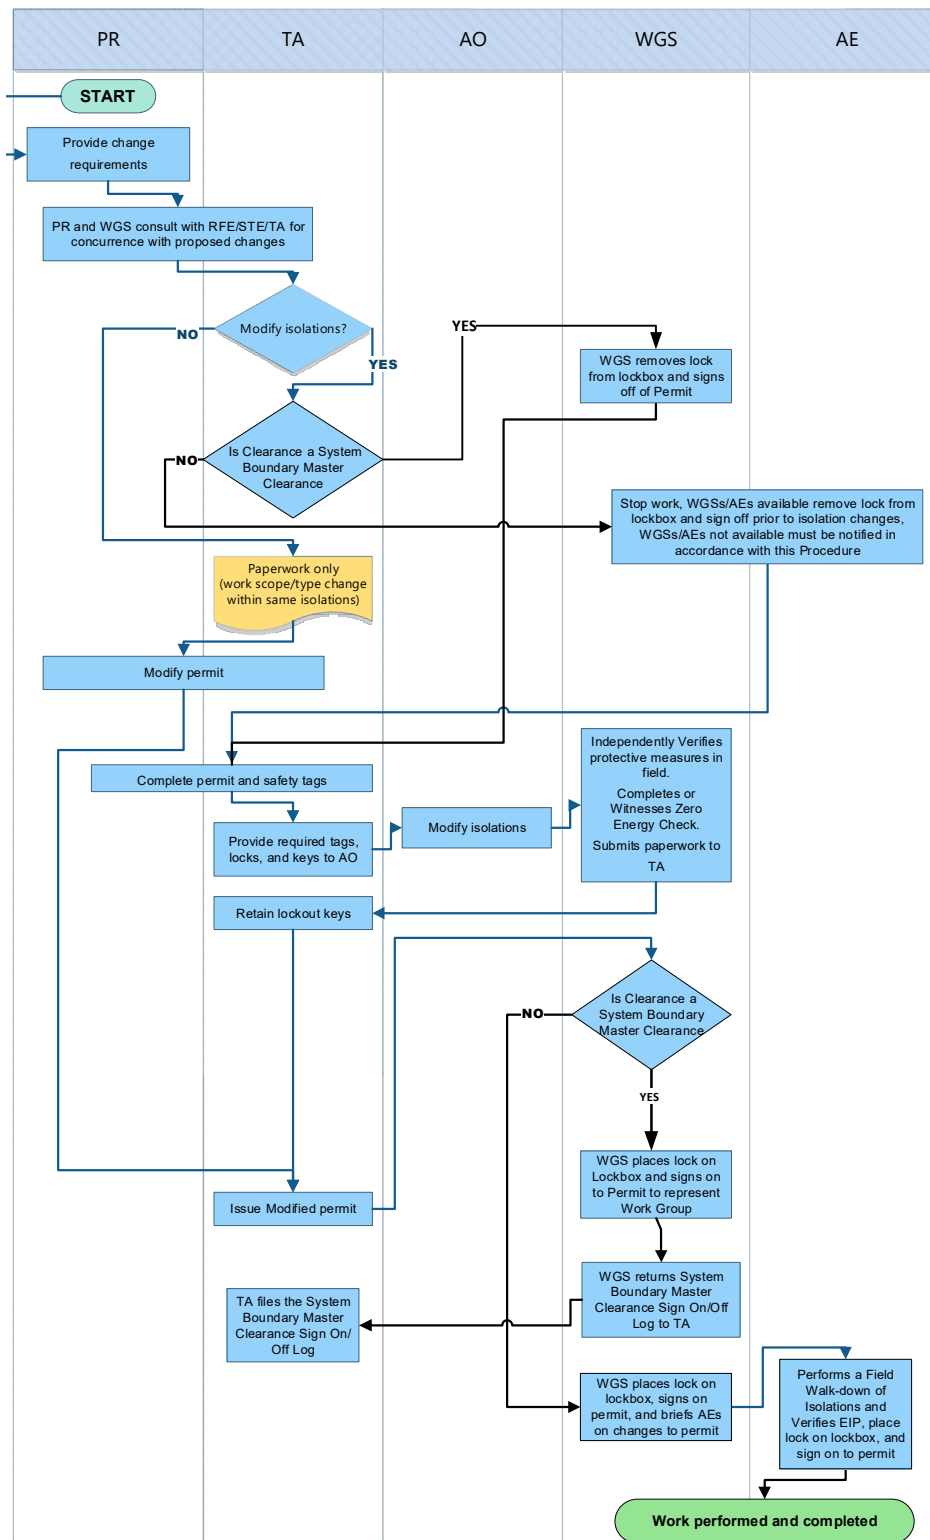 PR
TA
AO
WGS
AE
START
Provide change
requirements
PR and WGS consult with RFE/STE/TA for
concurrence with proposed changes
Modify isolations?
NO
YES
YES
WGS removes lock
from lockbox and signs
off of Permit
Is Clearance a System
Boundary Master
Clearance
NO
Stop work, WGSs/AEs available remove lock from
lockbox and sign off prior to isolation changes,
WGSs/AEs not available must be notified in
accordance with this Procedure
Paperwork only
(work scope/type change
within same isolations)
Modify permit
Complete permit and safety tags
Provide required tags,
locks, and keys to AO
Modify isolations
Independently Verifies
protective measures in
field.
Completes or
Witnesses Zero
Energy Check.
Submits paperwork to
TA
Retain lockout keys
Is Clearance a
System Boundary
Master Clearance
NO
YES
WGS places lock on
Lockbox and signs on
to Permit to represent
Work Group
Issue Modified permit
WGS returns System
Boundary Master
Clearance Sign On/Off
Log to TA
TA files the System
Boundary Master
Clearance Sign On/
Off Log
WGS places lock on
lockbox, signs on
permit, and briefs AEs
on changes to permit
Performs a Field
Walk-down of
Isolations and
Verifies EIP, place
lock on lockbox, and
sign on to permit
Work performed and completed